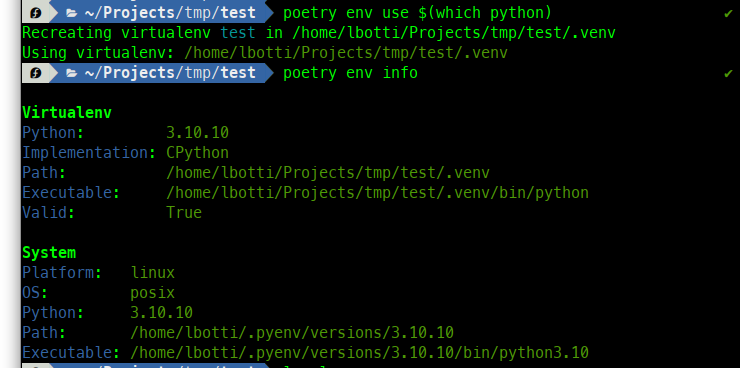 ~/Projects/tmp/test poetry env use $(which python) ✔
Recreating virtualenv test in /home/lbotti/Projects/tmp/test/.venv
Using virtualenv: /home/lbotti/Projects/tmp/test/.venv
~/Projects/tmp/test poetry env info ✔
Virtualenv
Python: 3.10.10
Implementation: CPython
Path: /home/lbotti/Projects/tmp/test/.venv
Executable: /home/lbotti/Projects/tmp/test/.venv/bin/python
Valid: True
System
Platform: linux
OS: posix
Python: 3.10.10
Path: /home/lbotti/.pyenv/versions/3.10.10
Executable: /home/lbotti/.pyenv/versions/3.10.10/bin/python3.10